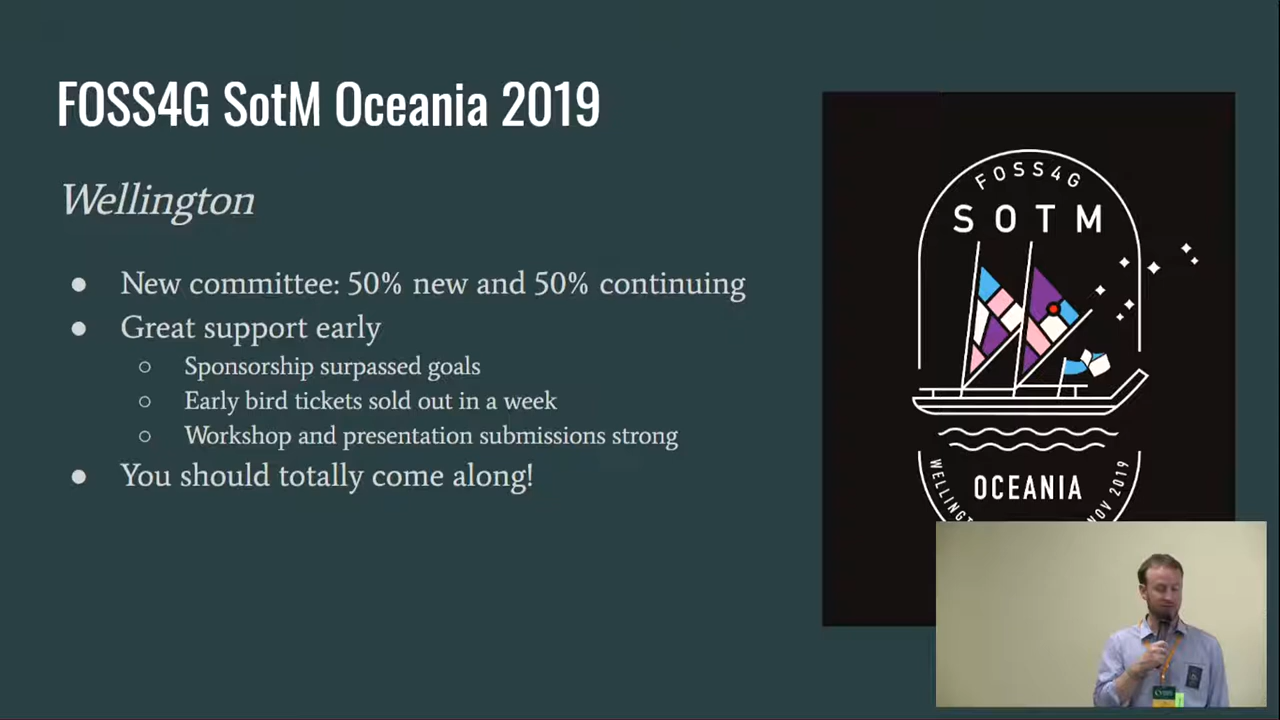 FOSS4G SotM Oceania 2019
Wellington
● New committee: 50% new and 50% continuing
● Great support early
○ Sponsorship surpassed goals
○ Early bird tickets sold out in a week
○ Workshop and presentation submissions strong
● You should totally come along!
FOSS4G
SOTM
OCEANIA
NOV 2019